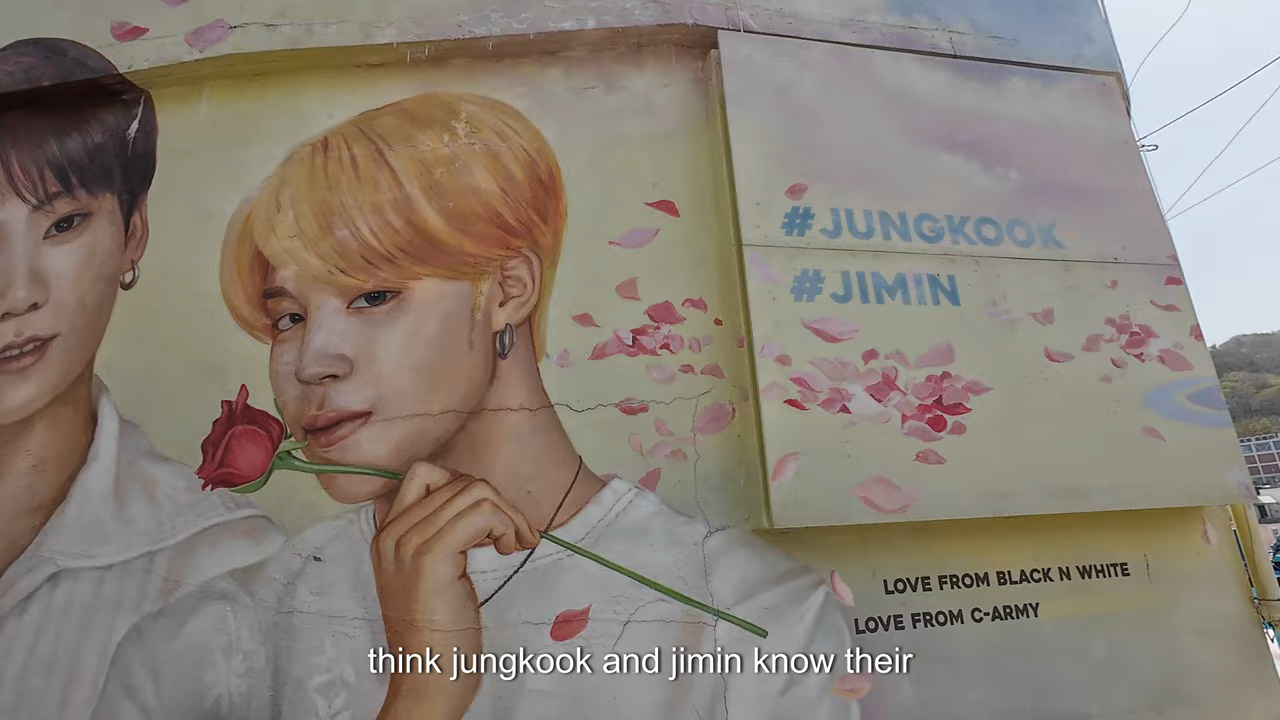 #JUNGKOOK
#JIMIN
LOVE FROM BLACK N WHITE
LOVE FROM C-ARMY
think jungkook and jimin know their